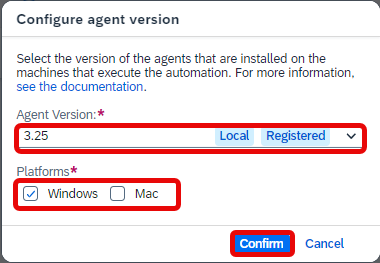 Configure agent version
Select the version of the agents that are installed on the
machines that execute the automation. For more information,
see the documentation.
Agent Version:*
3.25 Local Registered
Platforms*
Windows Mac
Confirm Cancel